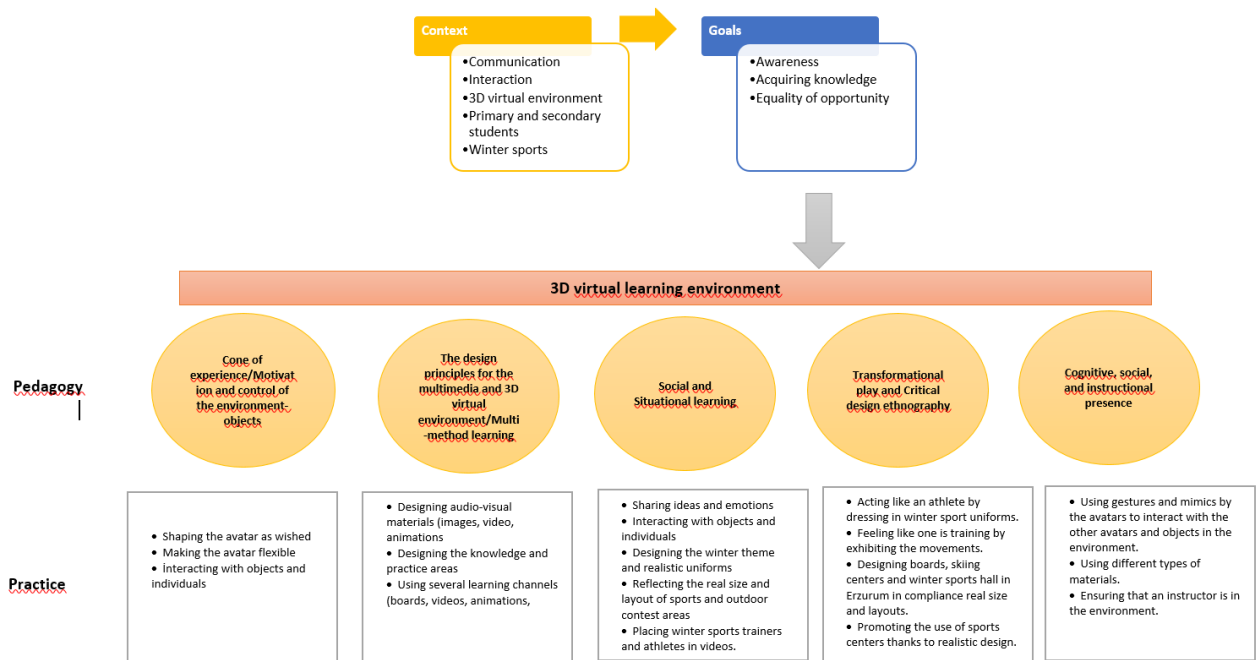 Context
•Communication
•Interaction
•3D virtual environment
•Primary and secondary
students
•Winter sports
Goals
•Awareness
•Acquiring knowledge
•Equality of opportunity
3D virtual learning environment
Pedagogy
Cone of
experience/Motivat
ion and control of
the environment-
objects
The design
principles for the
multimedia and 3D
virtual
environment/Multi
-method learning
Social and
Situational learning
Transformational
play and Critical
design ethnography
Cognitive, social,
and instructional
presence
Practice
• Shaping the avatar as wished
• Making the avatar flexible
• İnteracting with objects and
individuals
• Designing audio-visual
materials (images, video,
animations
• Designing the knowledge and
practice areas
• Using several learning channels
(boards, videos, animations,
• Sharing ideas and emotions
• Interacting with objects and
individuals
• Designing the winter theme
and realistic uniforms
• Reflecting the real size and
layout of sports and outdoor
contest areas
• Placing winter sports trainers
and athletes in videos.
• Acting like an athlete by
dressing in winter sport uniforms.
• Feeling like one is training by
exhibiting the movements.
• Designing boards, skiing
centers and winter sports hall in
Erzurum in compliance real size
and layouts.
• Promoting the use of sports
centers thanks to realistic design.
• Using gestures and mimics by
the avatars to interact with the
other avatars and objects in the
environment.
• Using different types of
materials.
• Ensuring that an instructor is in
the environment.